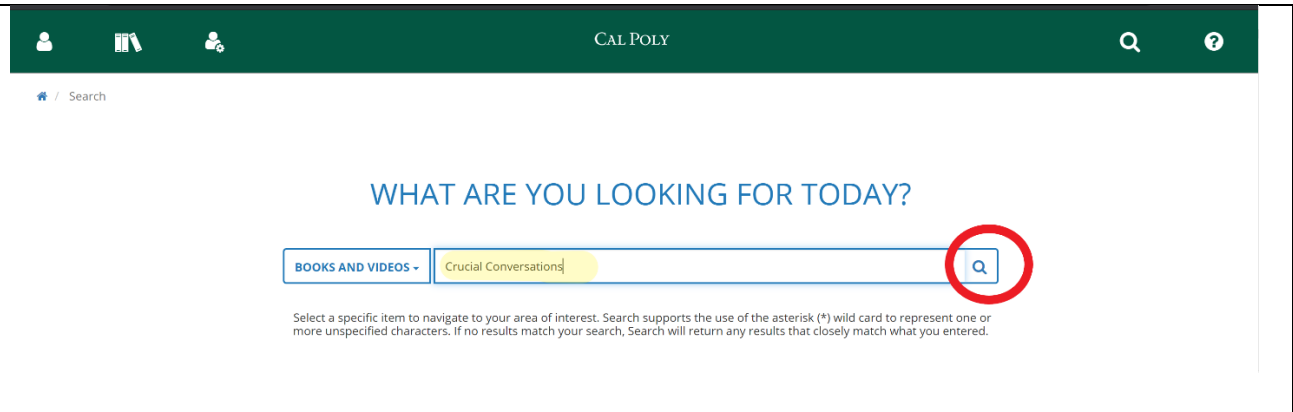 CAL POLY
/ Search
WHAT ARE YOU LOOKING FOR TODAY?
BOOKS AND VIDEOS
Crucial Conversations
Select a specific item to navigate to your area of interest. Search supports the use of the asterisk (*) wild card to represent one or
more unspecified characters. If no results match your search, Search will return any results that closely match what you entered.